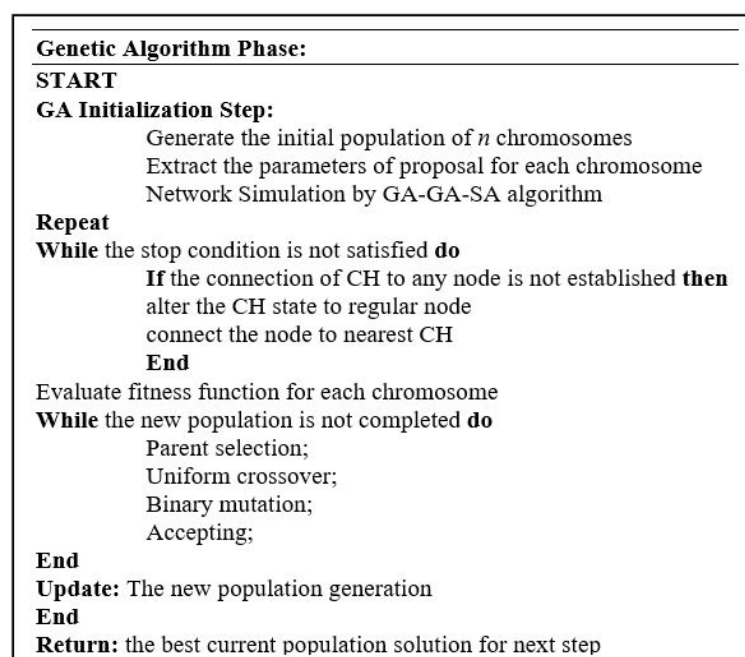 Genetic Algorithm Phase:
START
GA Initialization Step:
Generate the initial population of n chromosomes
Extract the parameters of proposal for each chromosome
Network Simulation by GA-GA-SA algorithm
Repeat
While the stop condition is not satisfied do
If the connection of CH to any node is not established then
alter the CH state to regular node
connect the node to nearest CH
End
Evaluate fitness function for each chromosome
While the new population is not completed do
Parent selection;
Uniform crossover;
Binary mutation;
Accepting;
End
Update: The new population generation
End
Return: the best current population solution for next step